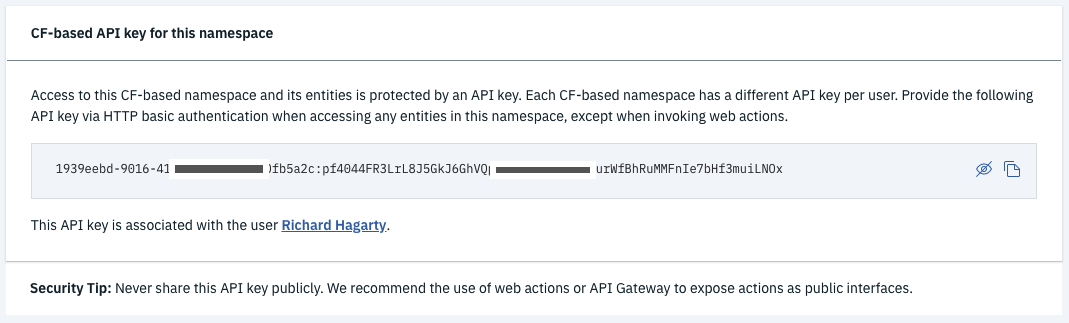 CF-based API key for this namespace
Access to this CF-based namespace and its entities is protected by an API key. Each CF-based namespace has a different API key per user. Provide the following
API key via HTTP basic authentication when accessing any entities in this namespace, except when invoking web actions.
1939eebd-9016-41 fb5a2c:pf4044FR3LrL8J5GkJ6GhVQ urWfBhRuMMFnIe7bHf3muiLNOx
This API key is associated with the user Richard Hagarty.
Security Tip: Never share this API key publicly. We recommend the use of web actions or API Gateway to expose actions as public interfaces.